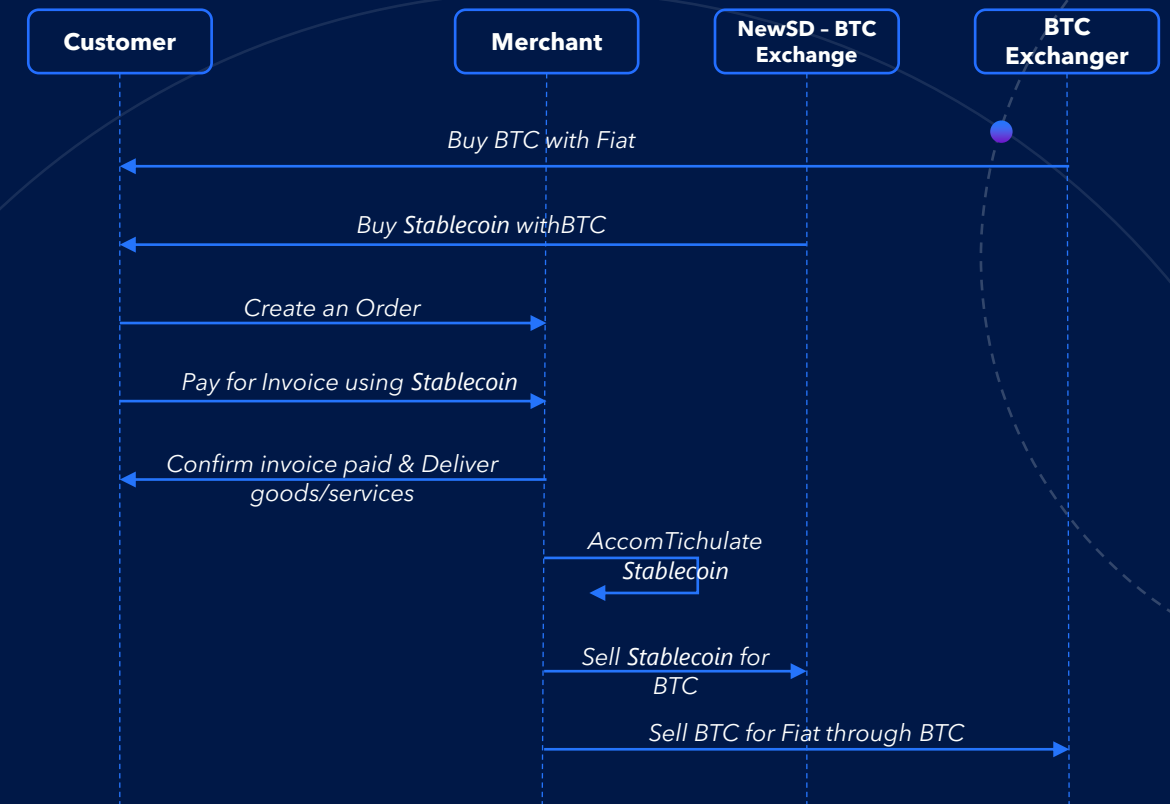 Customer
Merchant
NewSD - BTC
Exchange
BTC
Exchanger
Buy BTC with Fiat
Buy Stablecoin withBTC
Create an Order
Pay for Invoice using Stablecoin
Confirm invoice paid & Deliver
goods/services
AccomTichulate
Stablecoin
Sell Stablecoin for
BTC
Sell BTC for Fiat through BTC